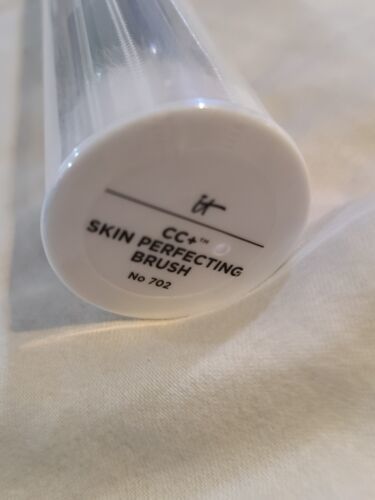 it
CC+™
SKIN PERFECTING
BRUSH
No 702